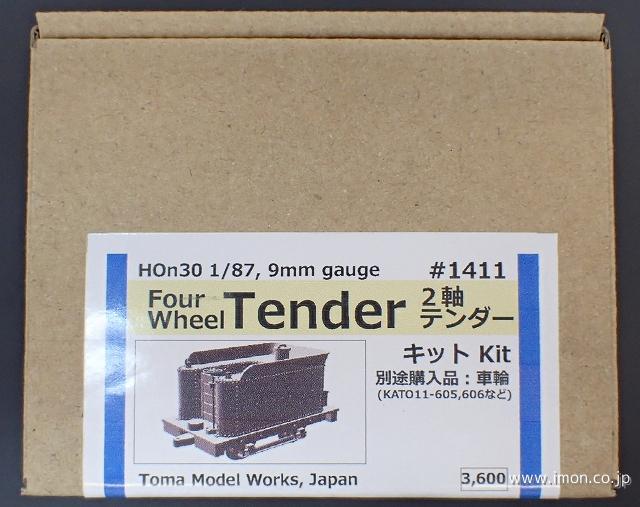 HOn30 1/87, 9mm gauge #1411
Four Wheel Tender 2軸テンダー
キット Kit
別途購入品：車輪
(KATO11-605,606など)
Toma Model Works, Japan 3,600
www.imon.co.jp